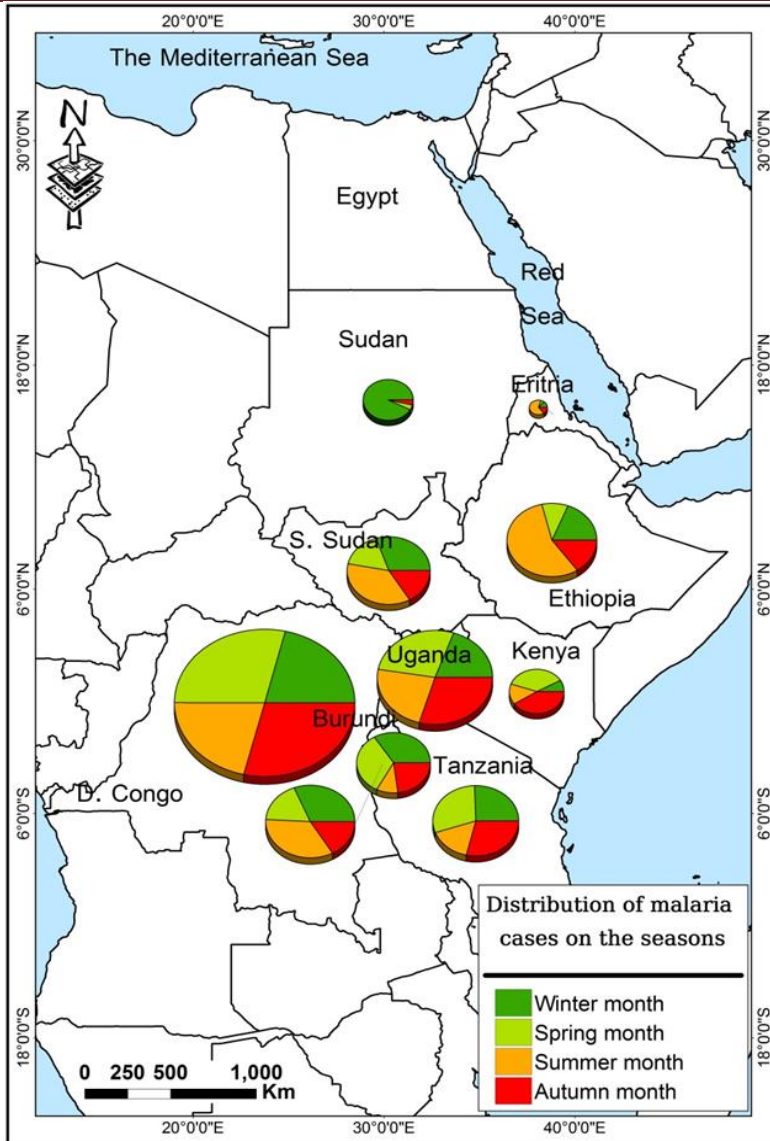 20°0'0"E 30°0'0"E 40°0'0"E
The Mediterranean Sea
N
30°0'0"N
30°0'0"N
Egypt
Red
Sea
Sudan
18°0'0"N
18°0'0"N
Eritria
S. Sudan
6°0'0"N
6°0'0"N
Ethiopia
Uganda
Kenya
Burundi
Tanzania
D. Congo
6°0'0"S
6°0'0"S
Distribution of malaria
cases on the seasons
Winter month
Spring month
Summer month
Autumn month
18°0'0"S
18°0'0"S
0 250 500 1,000
Km
20°0'0"E 30°0'0"E 40°0'0"E